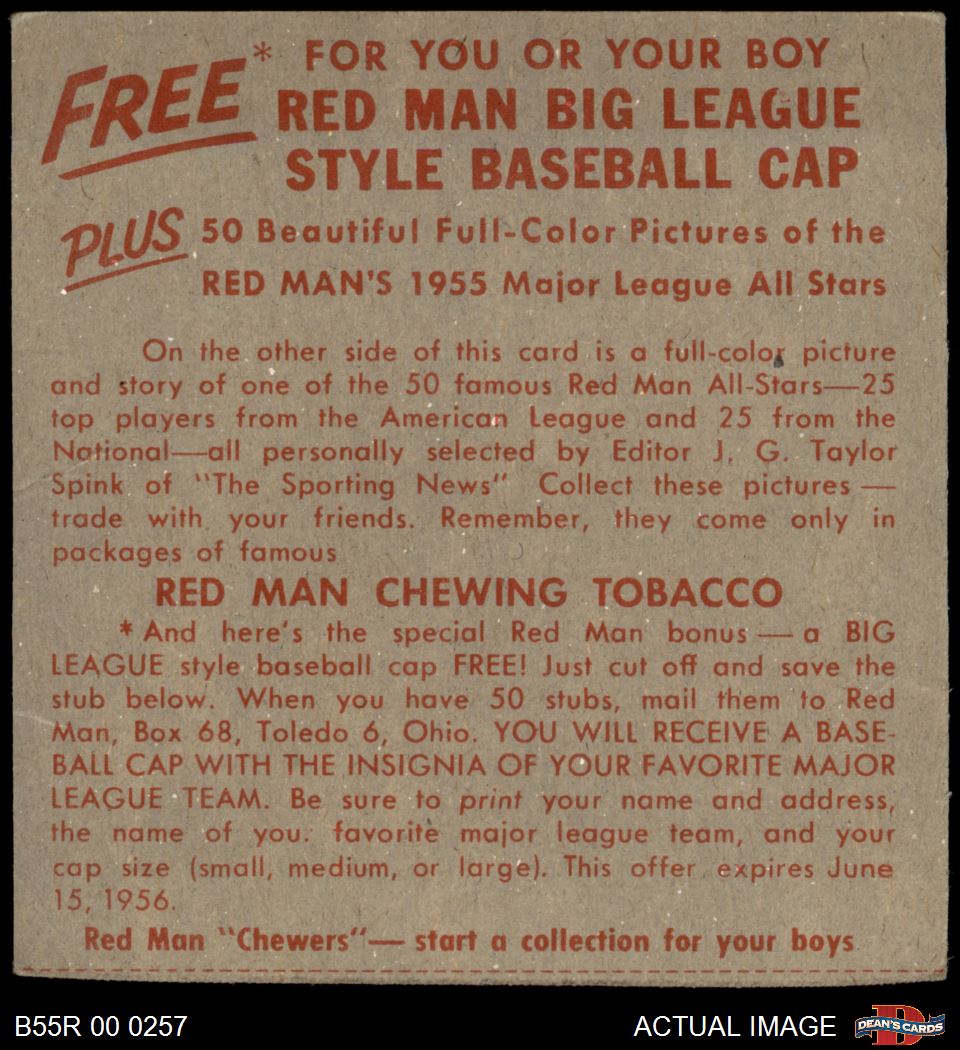 FREE* FOR YOU OR YOUR BOY
RED MAN BIG LEAGUE
STYLE BASEBALL CAP
PLUS 50 Beautiful Full-Color Pictures of the
RED MAN'S 1955 Major League All Stars
On the other side of this card is a full-color picture
and story of one of the 50 famous Red Man All-Stars—25
top players from the American League and 25 from the
National—all personally selected by Editor J. G. Taylor
Spink of "The Sporting News" Collect these pictures —
trade with your friends. Remember, they come only in
packages of famous
RED MAN CHEWING TOBACCO
* And here's the special Red Man bonus — a BIG
LEAGUE style baseball cap FREE! Just cut off and save the
stub below. When you have 50 stubs, mail them to Red
Man, Box 68, Toledo 6, Ohio. YOU WILL RECEIVE A BASE-
BALL CAP WITH THE INSIGNIA OF YOUR FAVORITE MAJOR
LEAGUE TEAM. Be sure to print your name and address,
the name of you: favorite major league team, and your
cap size (small, medium, or large). This offer expires June
15, 1956.
Red Man "Chewers"— start a collection for your boys
B55R 00 0257
ACTUAL IMAGE
D
DEAN'S CARDS